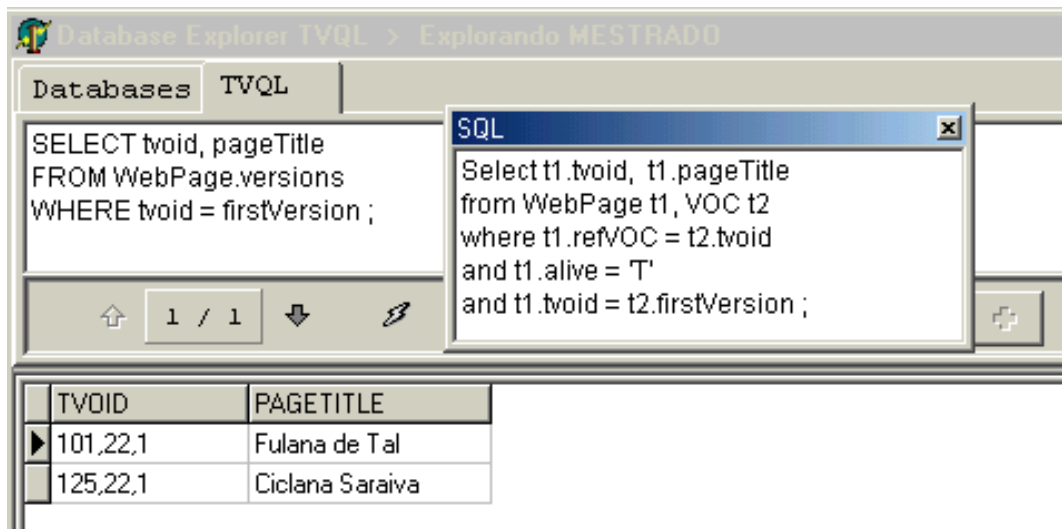 Database Explorer TVQL > Explorando MESTRADO
Databases TVQL
SELECT tvoid, pageTitle
FROM WebPage.versions
WHERE tvoid = firstVersion ;
SQL
Select t1.tvoid, t1.pageTitle
from WebPage t1, VOC t2
where t1.refVOC = t2.tvoid
and t1.alive = 'T'
and t1.tvoid = t2.firstVersion ;
1 / 1
TVOID PAGETITLE
101,22,1 Fulana de Tal
125,22,1 Ciclana Saraiva